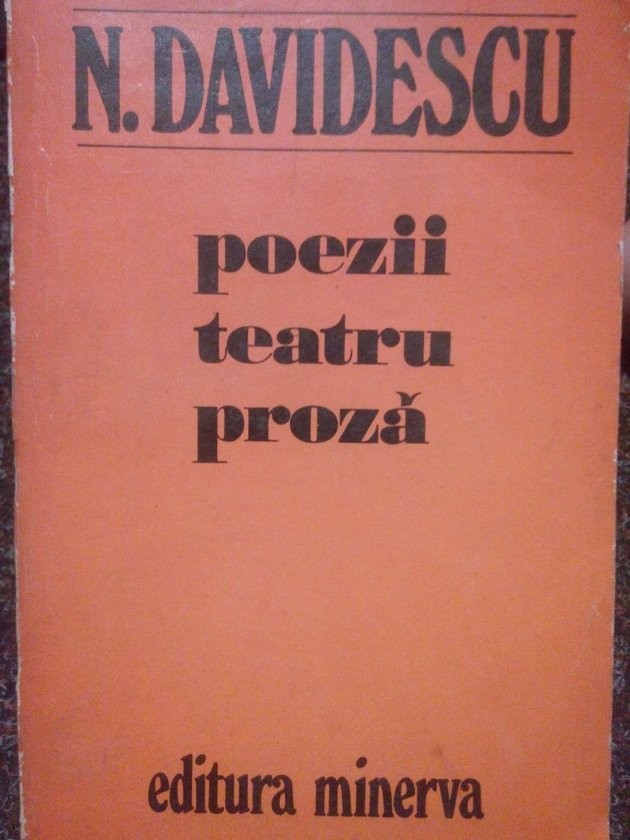 N. DAVIDESCU
poezii
teatru
proză
editura minerva